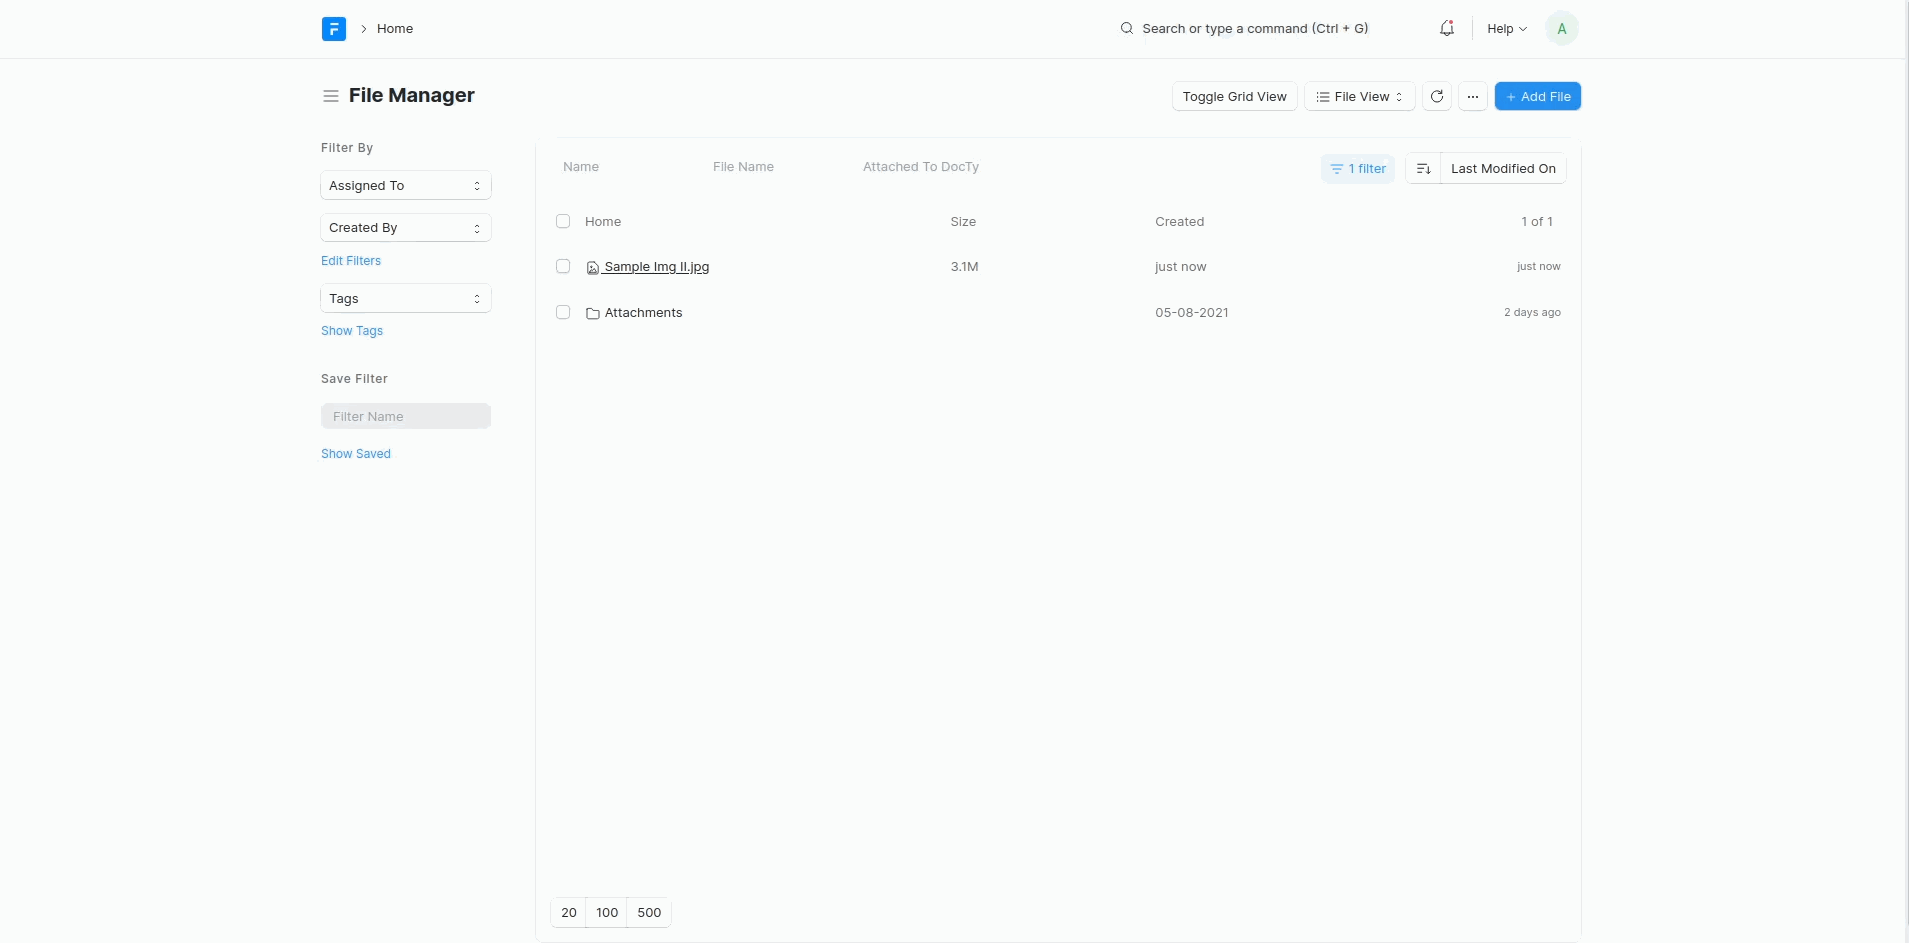 Home
Search or type a command (Ctrl + G)
Help
A
File Manager
Toggle Grid View
File View
+ Add File
Filter By
Assigned To
Created By
Edit Filters
Tags
Show Tags
Save Filter
Filter Name
Show Saved
Name File Name Attached To DocTy
1 filter
Last Modified On
Home Size Created 1 of 1
Sample Img II.jpg 3.1M just now just now
Attachments 05-08-2021 2 days ago
20 100 500